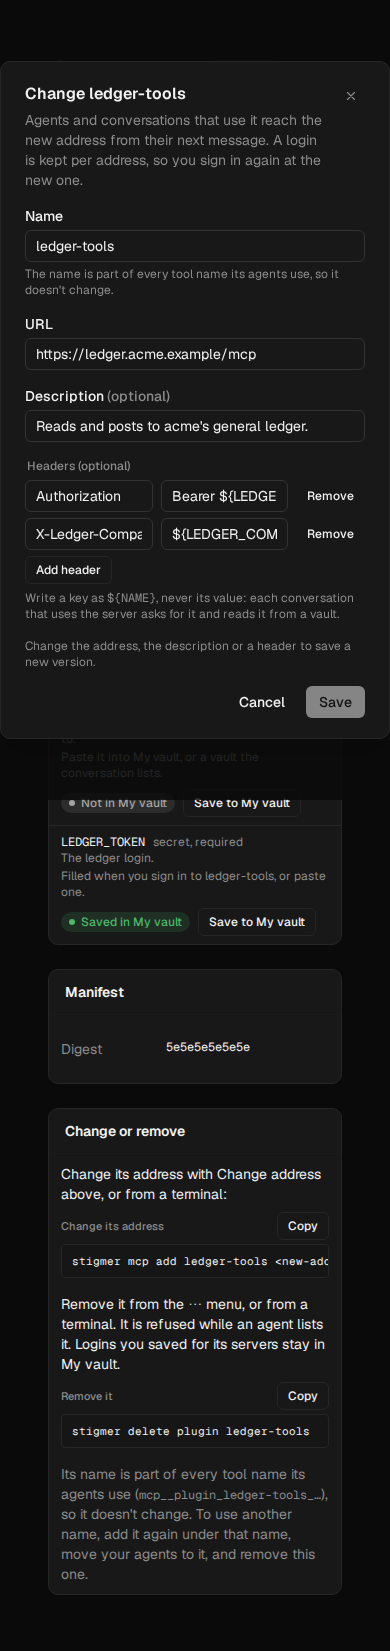 Change ledger-tools
Agents and conversations that use it reach the
new address from their next message. A login
is kept per address, so you sign in again at the
new one.
Name
ledger-tools
The name is part of every tool name its agents use, so it
doesn't change.
URL
https://ledger.acme.example/mcp
Description (optional)
Reads and posts to acme's general ledger.
Headers (optional)
Authorization
Bearer ${LEDGE
Remove
X-Ledger-Compa
${LEDGER_COM
Remove
Add header
Write a key as ${NAME}, never its value: each conversation
that uses the server asks for it and reads it from a vault.
Change the address, the description or a header to save a
new version.
Cancel
Save
to.
Paste it into My vault, or a vault the
conversation lists.
Not in My vault
Save to My vault
LEDGER_TOKEN secret, required
The ledger login.
Filled when you sign in to ledger-tools, or paste
one.
Saved in My vault
Save to My vault
Manifest
Digest
5e5e5e5e5e5e
Change or remove
Change its address with Change address
above, or from a terminal:
Change its address
Copy
stigmer mcp add ledger-tools <new-add
Remove it from the ··· menu, or from a
terminal. It is refused while an agent lists
it. Logins you saved for its servers stay in
My vault.
Remove it
Copy
stigmer delete plugin ledger-tools
Its name is part of every tool name its
agents use (mcp__plugin_ledger-tools_…),
so it doesn't change. To use another
name, add it again under that name,
move your agents to it, and remove this
one.